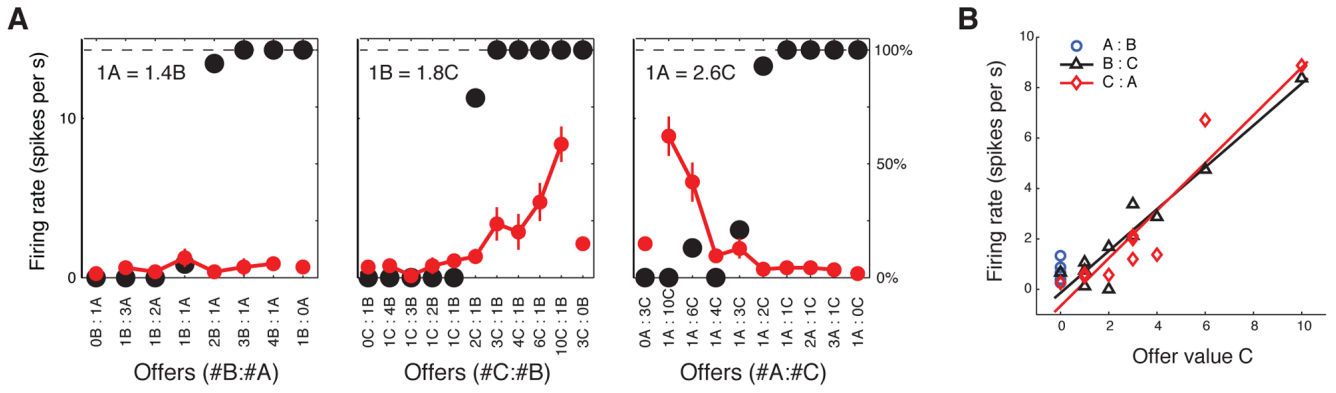 A
Firing rate (spikes per s)
10
0
1A = 1.4B
0B : 1A
1B : 3A
1B : 2A
1B : 1A
2B : 1A
3B : 1A
4B : 1A
1B : 0A
Offers (#B:#A)
1B = 1.8C
0C : 1B
1C : 4B
1C : 3B
1C : 2B
1C : 1B
2C : 1B
3C : 1B
4C : 1B
6C : 1B
10C : 1B
3C : 0B
Offers (#C:#B)
1A = 2.6C
100%
50%
0%
0A : 3C
1A : 10C
1A : 6C
1A : 4C
1A : 3C
1A : 2C
1A : 1C
2A : 1C
3A : 1C
1A : 0C
Offers (#A:#C)
B
Firing rate (spikes per s)
10
8
6
4
2
0
A : B
B : C
C : A
0 2 4 6 8 10
Offer value C